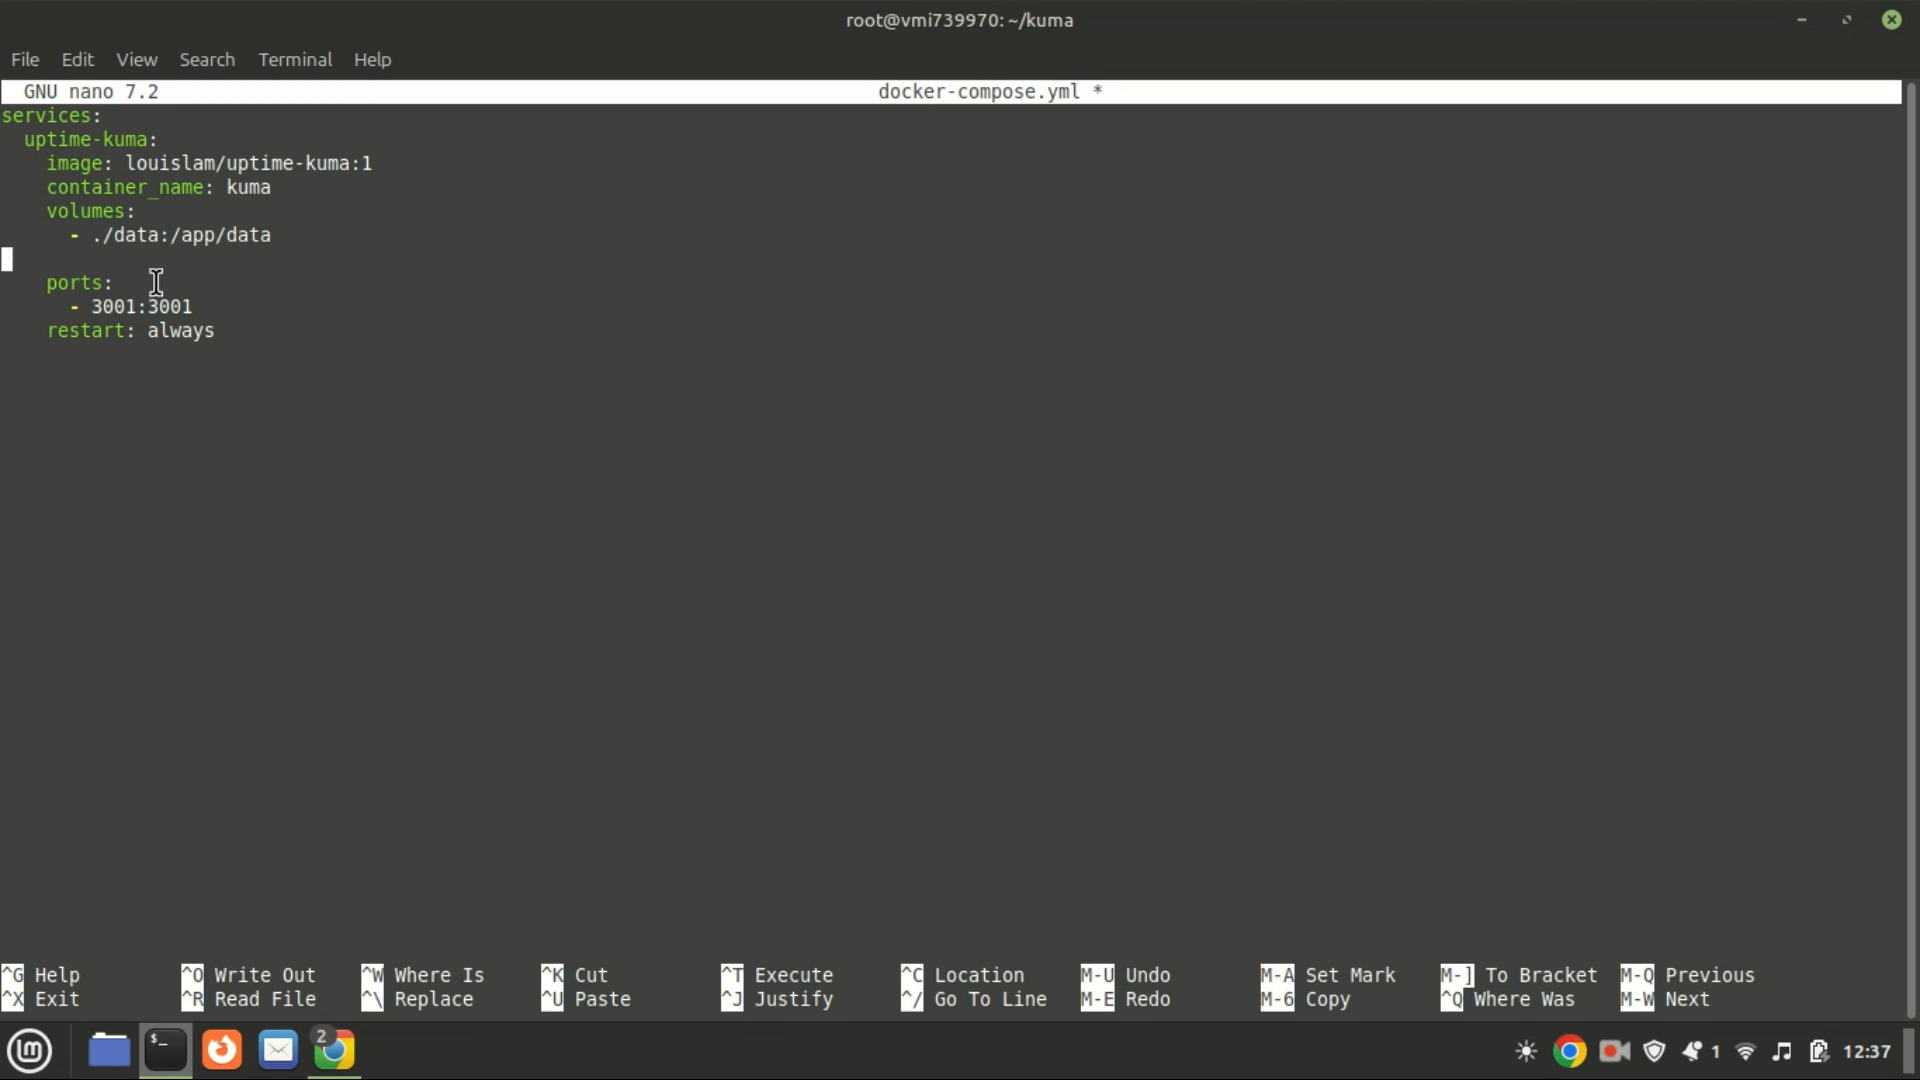 root@vmi739970: ~/kuma
File Edit View Search Terminal Help
GNU nano 7.2 docker-compose.yml *
services:
  uptime-kuma:
    image: louislam/uptime-kuma:1
    container_name: kuma
    volumes:
      - ./data:/app/data
    ports:
      - 3001:3001
    restart: always
^G Help ^O Write Out ^W Where Is ^K Cut ^T Execute ^C Location M-U Undo M-A Set Mark M-] To Bracket M-Q Previous
^X Exit ^R Read File ^\ Replace ^U Paste ^J Justify ^/ Go To Line M-E Redo M-6 Copy ^Q Where Was M-W Next
$_ 2 1 12:37